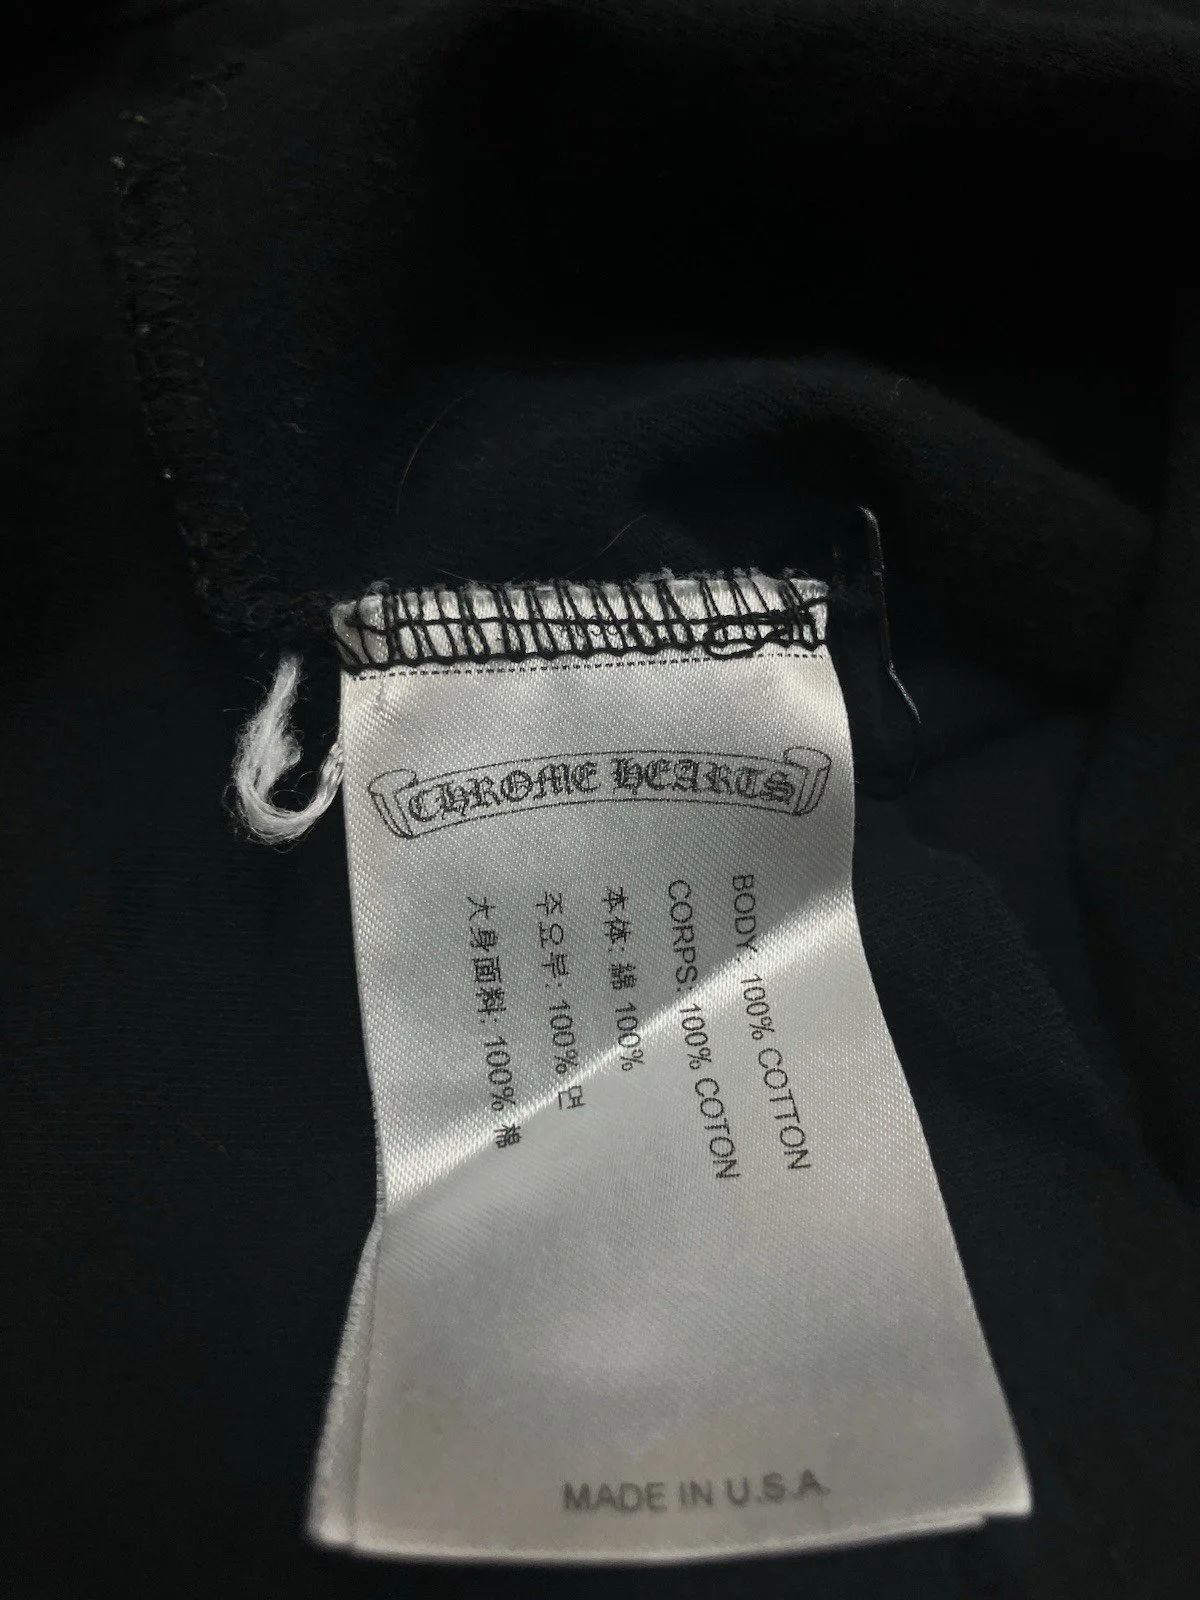 CHROME HEARTS
BODY: 100% COTTON
CORPS: 100% COTON
本体: 綿 100%
주요부: 100% 면
大身面料: 100% 棉
MADE IN U.S.A.